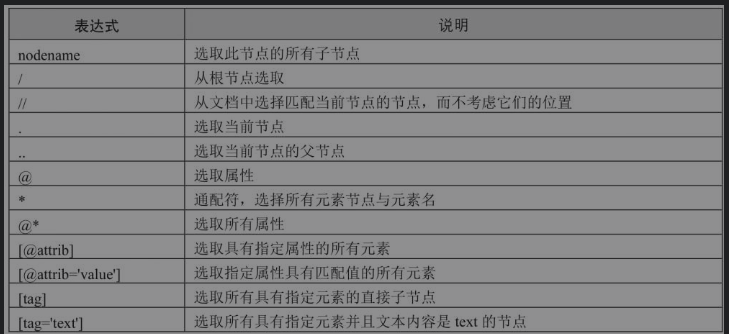 表达式 说明
nodename 选取此节点的所有子节点
/ 从根节点选取
// 从文档中选择匹配当前节点的节点，而不考虑它们的位置
. 选取当前节点
.. 选取当前节点的父节点
@ 选取属性
* 通配符，选择所有元素节点与元素名
@* 选取所有属性
[@attrib] 选取具有指定属性的所有元素
[@attrib='value'] 选取指定属性具有匹配值的所有元素
[tag] 选取所有具有指定元素的直接子节点
[tag='text'] 选取所有具有指定元素并且文本内容是 text 的节点